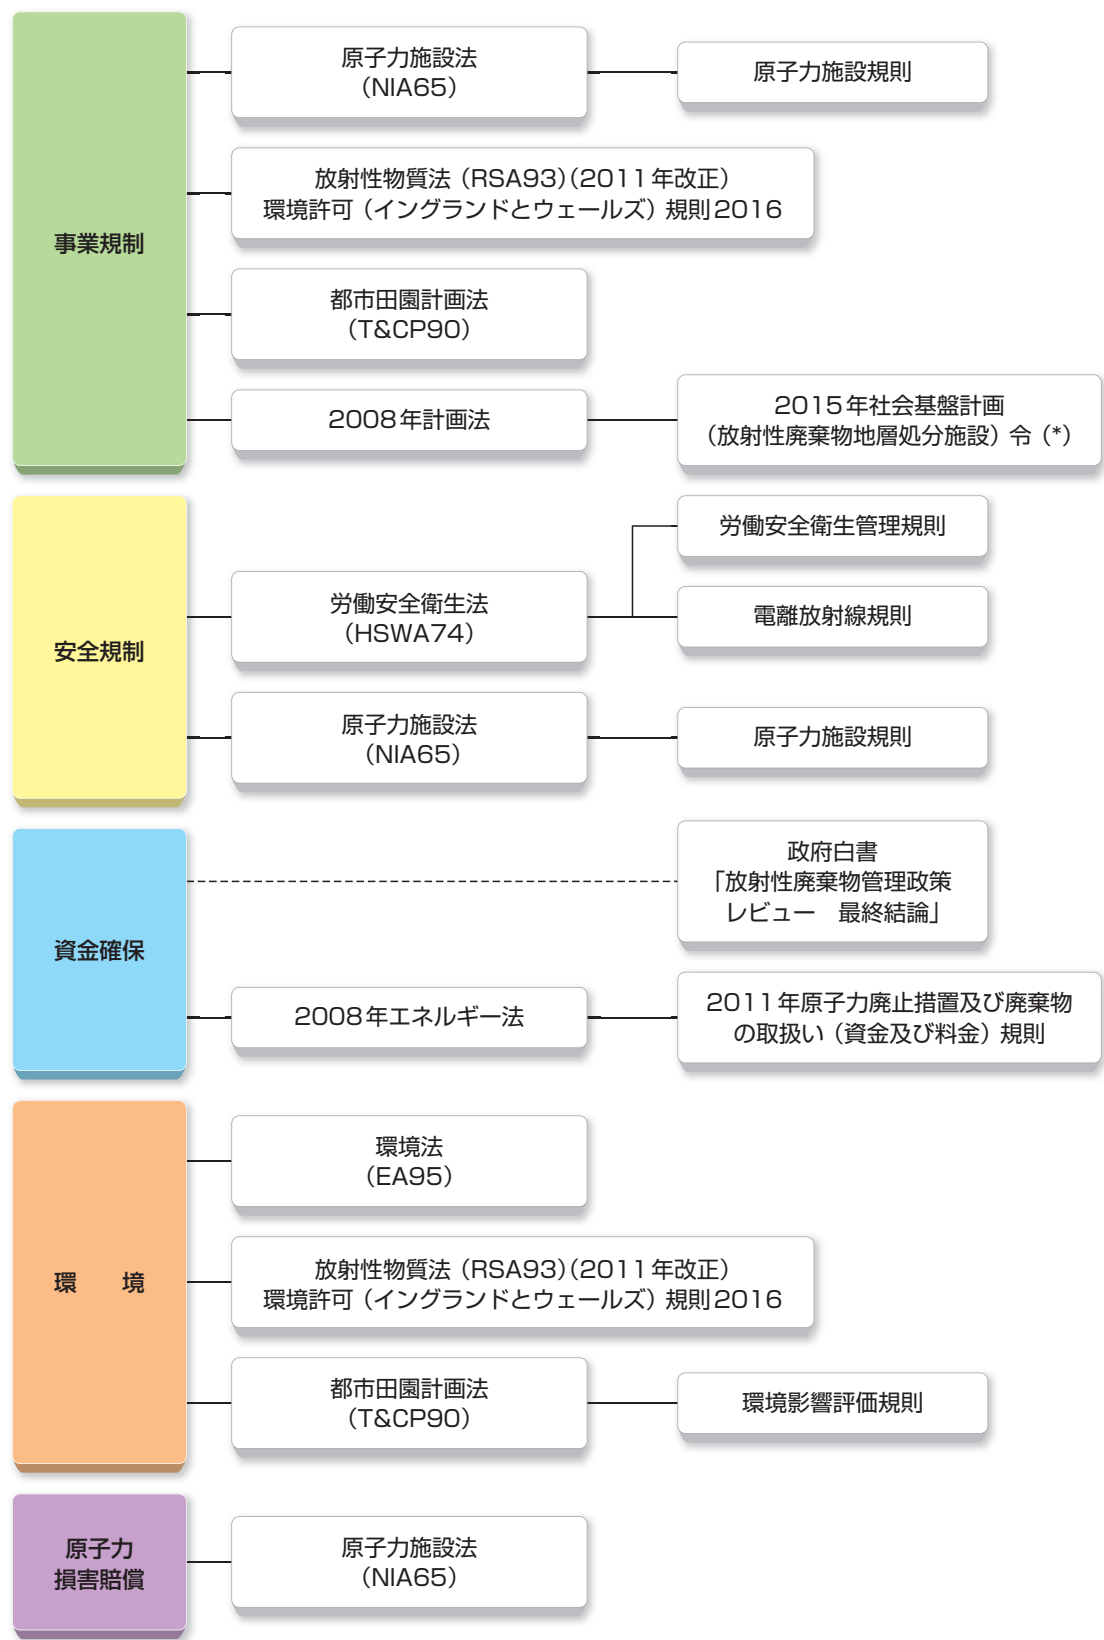 事業規制
原子力施設法
（NIA65）
原子力施設規則
放射性物質法（RSA93）（2011年改正）
環境許可（イングランドとウェールズ）規則2016
都市田園計画法
（T&CP90）
2008年計画法
2015年社会基盤計画
（放射性廃棄物地層処分施設）令（*）
安全規制
労働安全衛生法
（HSWA74）
労働安全衛生管理規則
電離放射線規則
原子力施設法
（NIA65）
原子力施設規則
資金確保
政府白書
「放射性廃棄物管理政策
レビュー　最終結論」
2008年エネルギー法
2011年原子力廃止措置及び廃棄物
の取扱い（資金及び料金）規則
環　　境
環境法
（EA95）
放射性物質法（RSA93）（2011年改正）
環境許可（イングランドとウェールズ）規則2016
都市田園計画法
（T&CP90）
環境影響評価規則
原子力
損害賠償
原子力施設法
（NIA65）